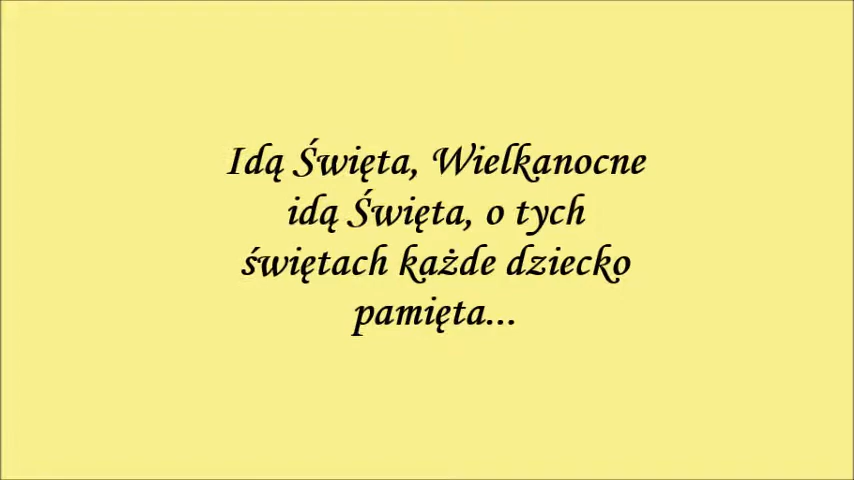 Idą Święta, Wielkanocne
idą Święta, o tych
świętach każde dziecko
pamięta...